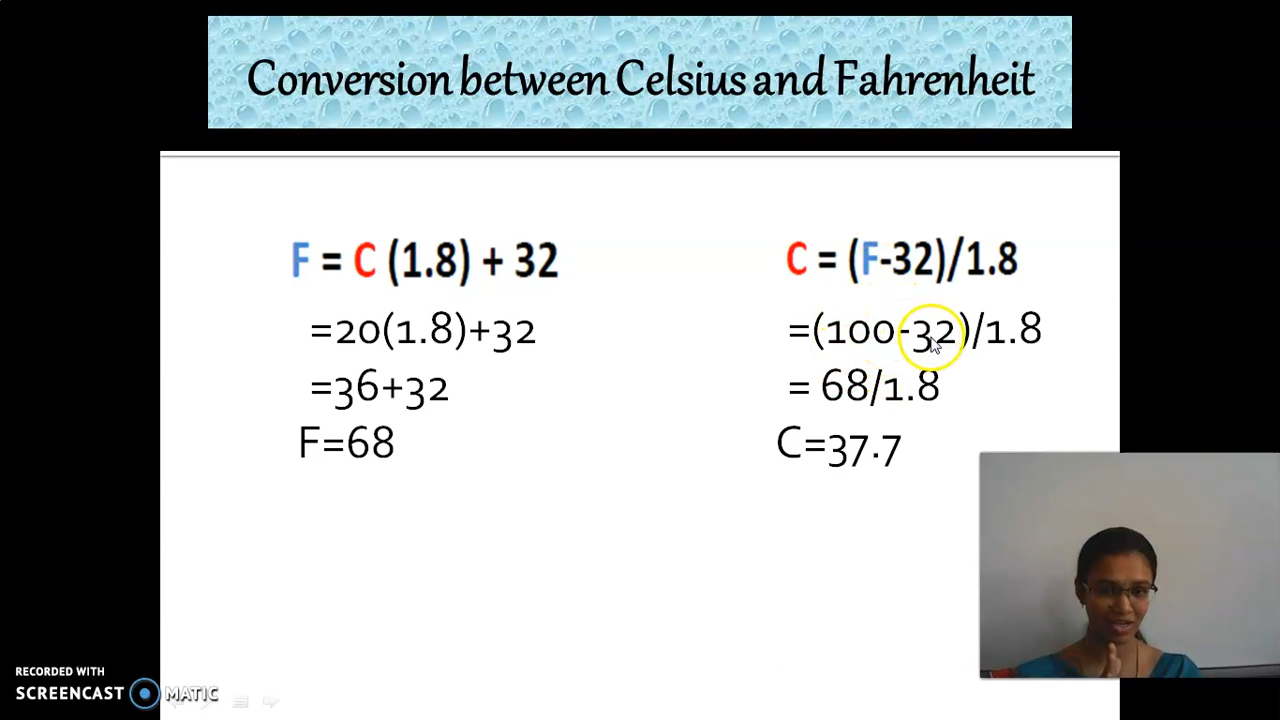 Conversion between Celsius and Fahrenheit
F = C (1.8) + 32
=20(1.8)+32
=36+32
F=68
C = (F-32)/1.8
=(100-32)/1.8
= 68/1.8
C=37.7
RECORDED WITH
SCREENCAST MATIC